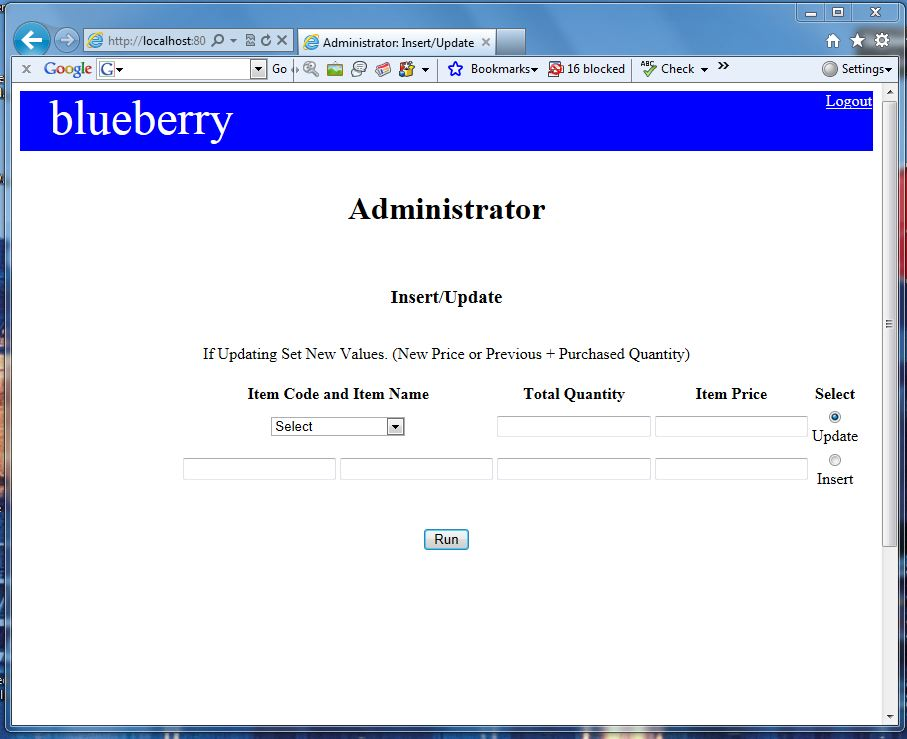 http://localhost:80
Administrator: Insert/Update
x Google G Go Bookmarks 16 blocked ABC Check >> Settings
blueberry
Logout
Administrator
Insert/Update
If Updating Set New Values. (New Price or Previous + Purchased Quantity)
Item Code and Item Name Total Quantity Item Price Select
Select
Update
Insert
Run